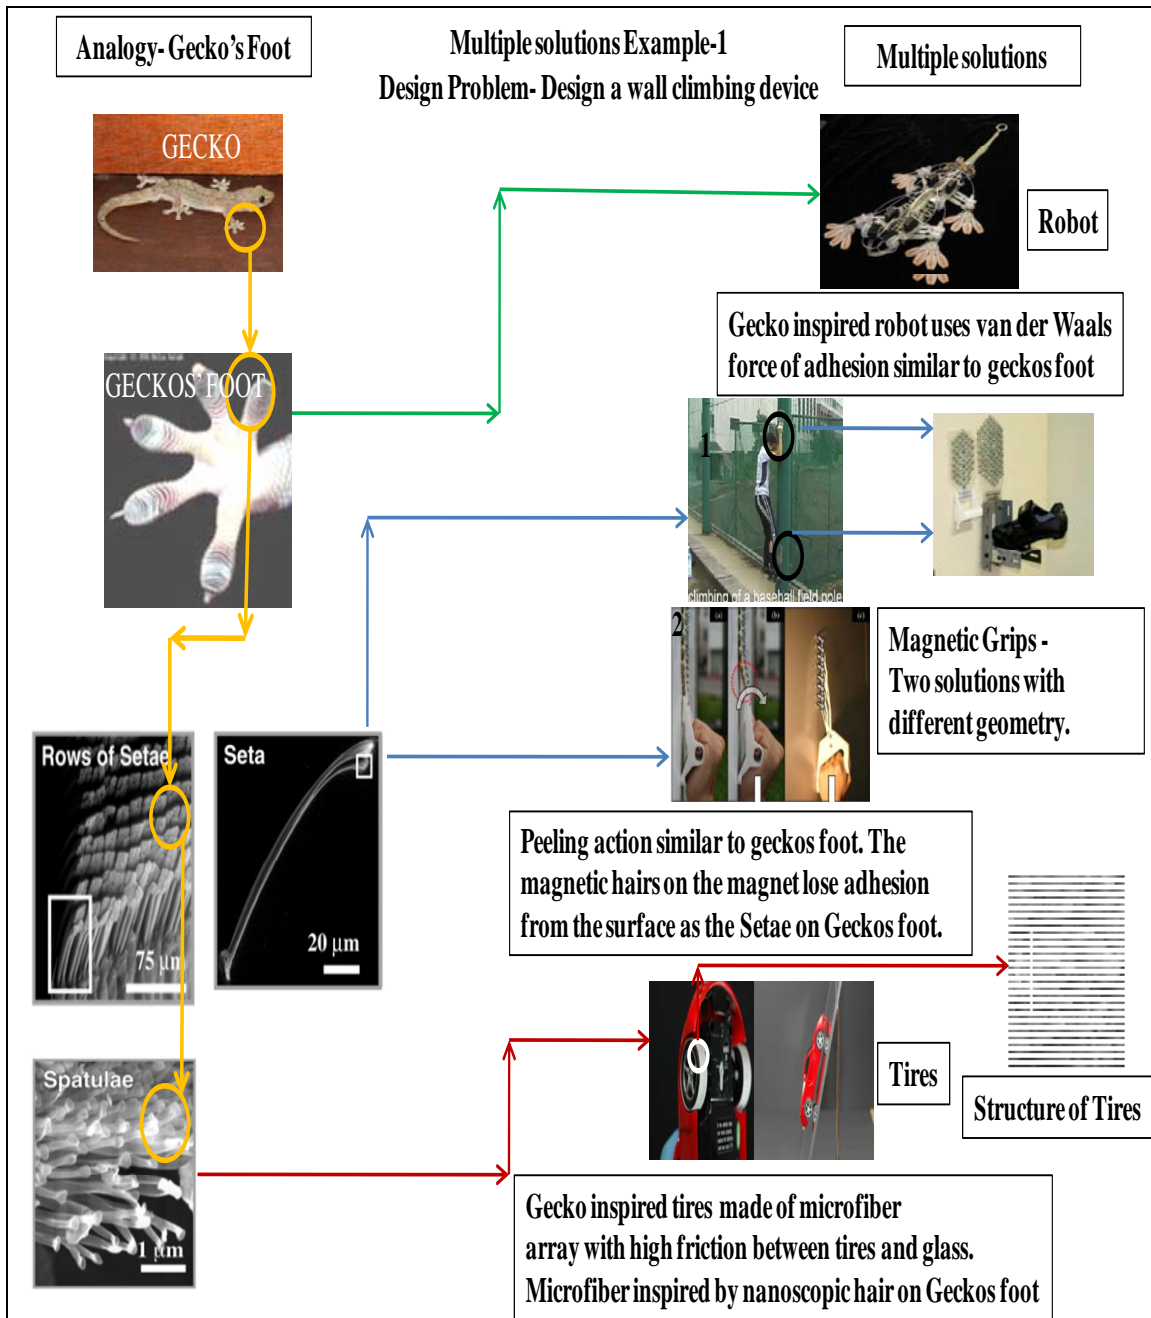 Analogy- Gecko's Foot
Multiple solutions Example-1
Design Problem- Design a wall climbing device
Multiple solutions
GECKO
Robot
Gecko inspired robot uses van der Waals
force of adhesion similar to geckos foot
GECKOS' FOOT
1
climbing of a baseball field pole
2
(a)
(b)
(c)
Magnetic Grips -
Two solutions with
different geometry.
Rows of Setae
75 µm
Seta
20 µm
Peeling action similar to geckos foot. The
magnetic hairs on the magnet lose adhesion
from the surface as the Setae on Geckos foot.
Spatulae
1 µm
Tires
Structure of Tires
Gecko inspired tires made of microfiber
array with high friction between tires and glass.
Microfiber inspired by nanoscopic hair on Geckos foot